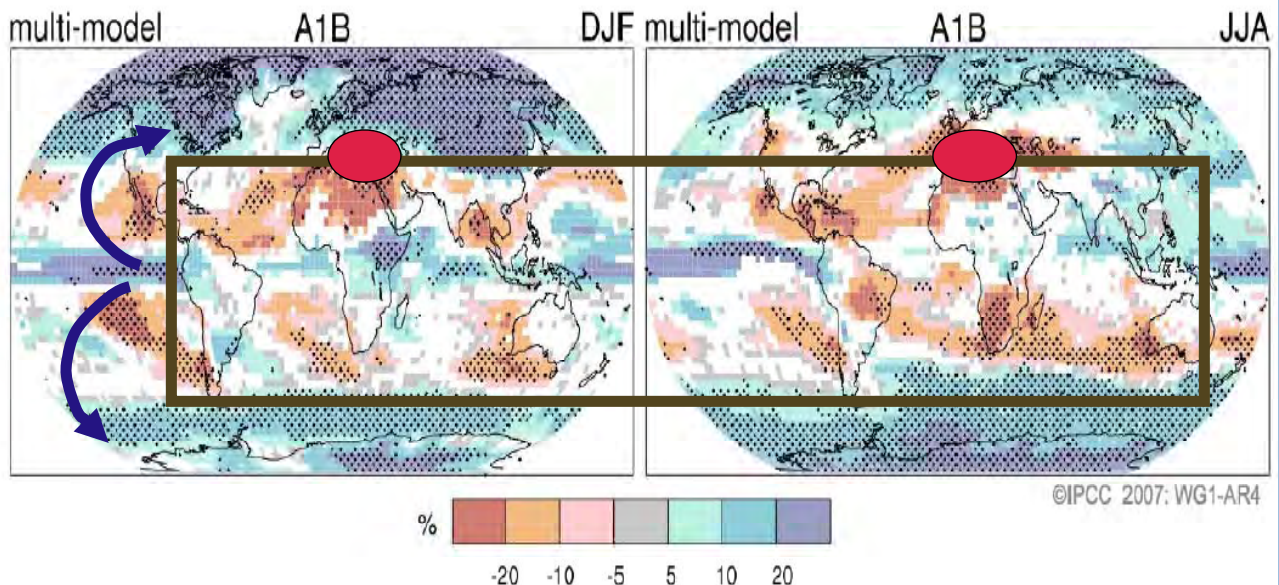 multi-model A1B DJF
multi-model A1B JJA
©IPCC 2007: WG1-AR4
%
-20 -10 -5 5 10 20